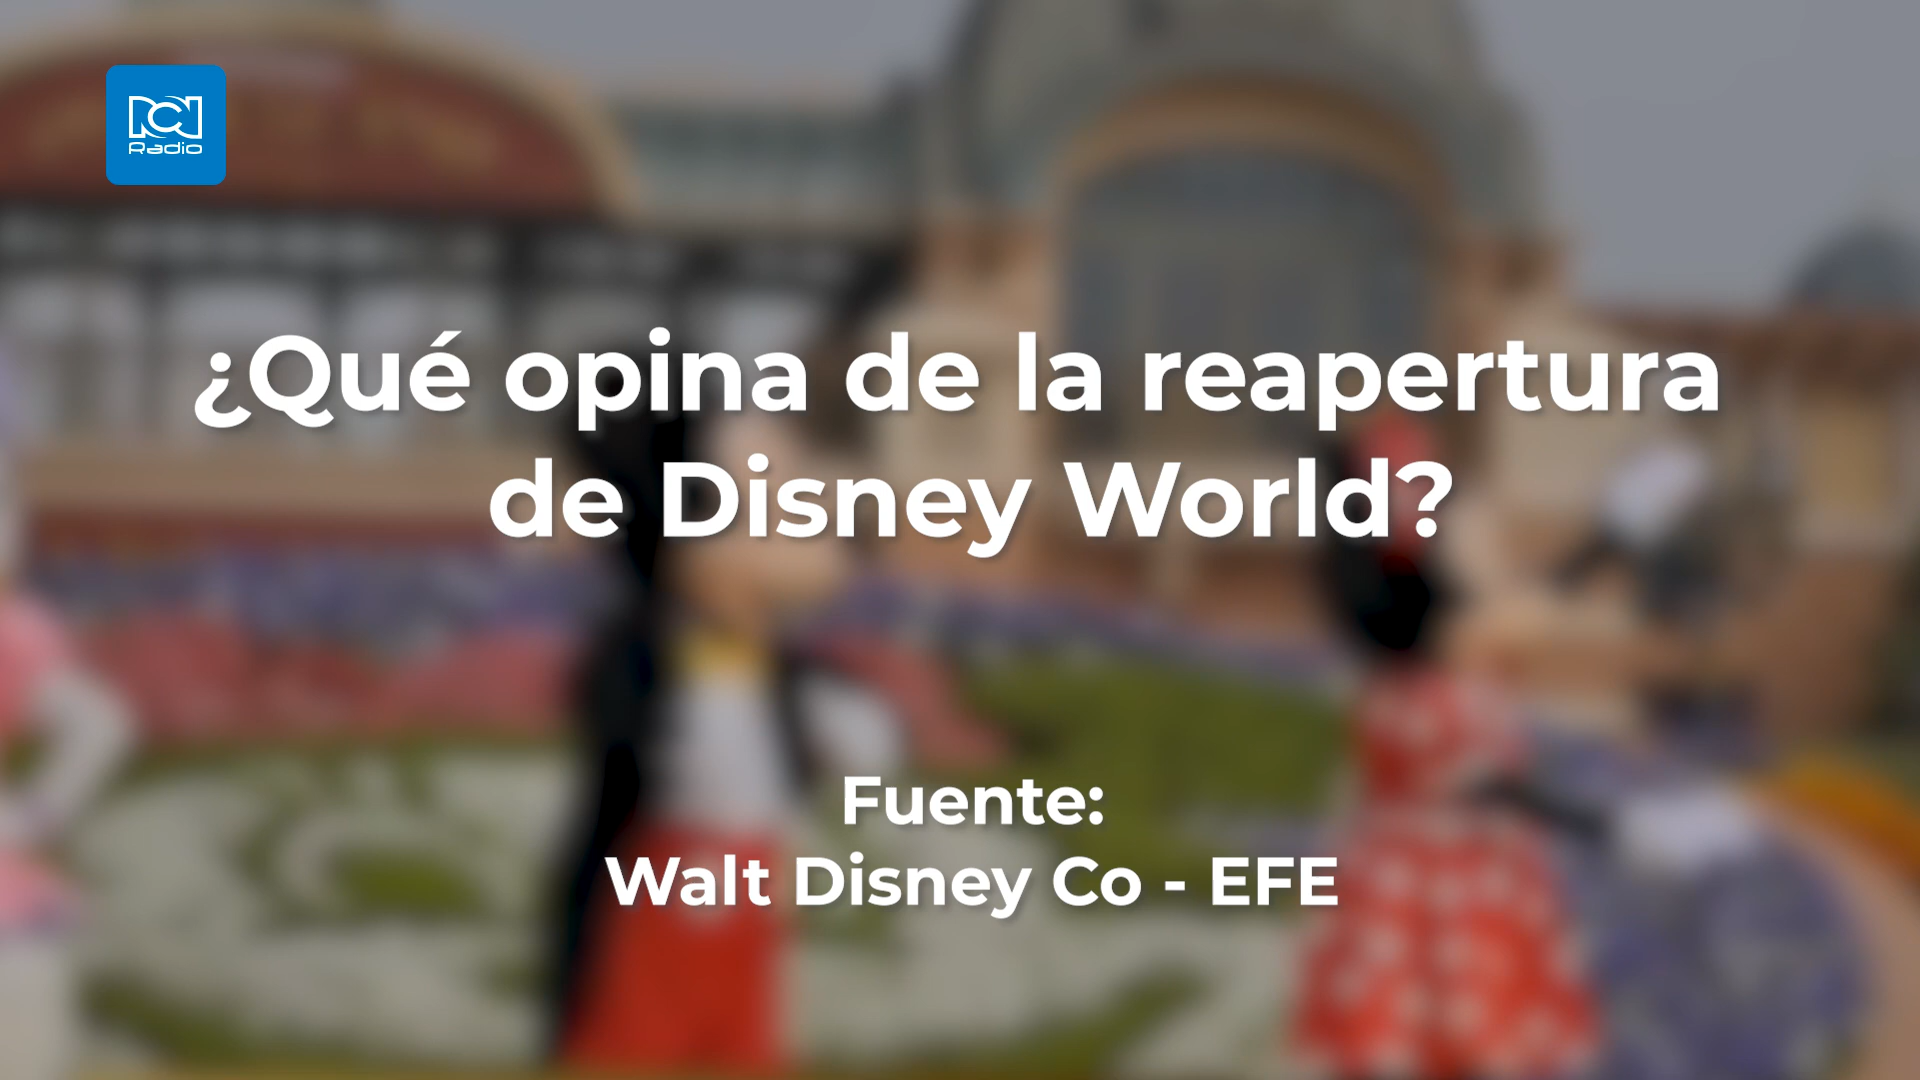 RCN
Radio
¿Qué opina de la reapertura
de Disney World?
Fuente:
Walt Disney Co - EFE